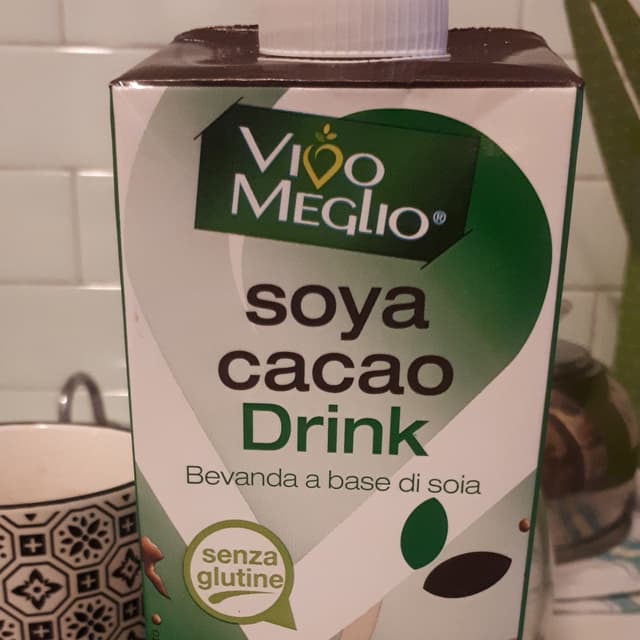 VIVO
MEGLIO®
soya
cacao
Drink
Bevanda a base di soia
senza
glutine